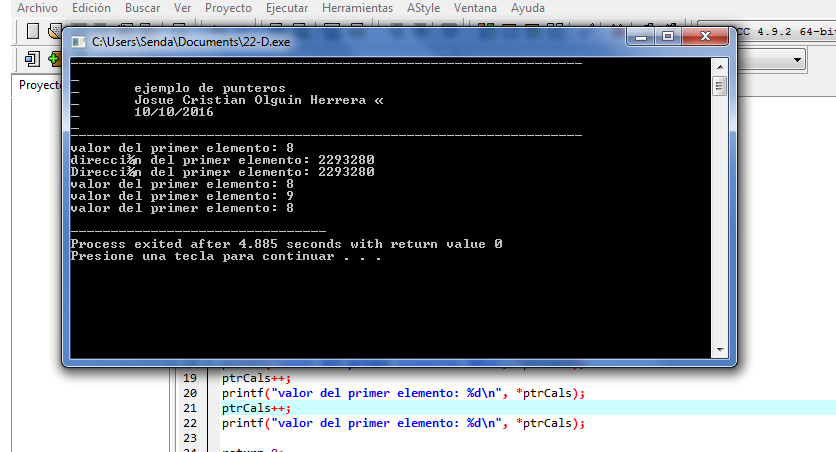 Archivo Edición Buscar Ver Proyecto Ejecutar Herramientas AStyle Ventana Ayuda
C:\Users\Senda\Documents\22-D.exe
CC 4.9.2 64-bit
Proyecto
ejemplo de punteros
Josue Cristian Olguin Herrera «
10/10/2016
valor del primer elemento: 8
direcci¾n del primer elemento: 2293280
Direcci¾n del primer elemento: 2293280
valor del primer elemento: 8
valor del primer elemento: 9
valor del primer elemento: 8
--------------------------------
Process exited after 4.885 seconds with return value 0
Presione una tecla para continuar . . .
19 ptrCals++;
20 printf("valor del primer elemento: %d\n", *ptrCals);
21 ptrCals++;
22 printf("valor del primer elemento: %d\n", *ptrCals);
23